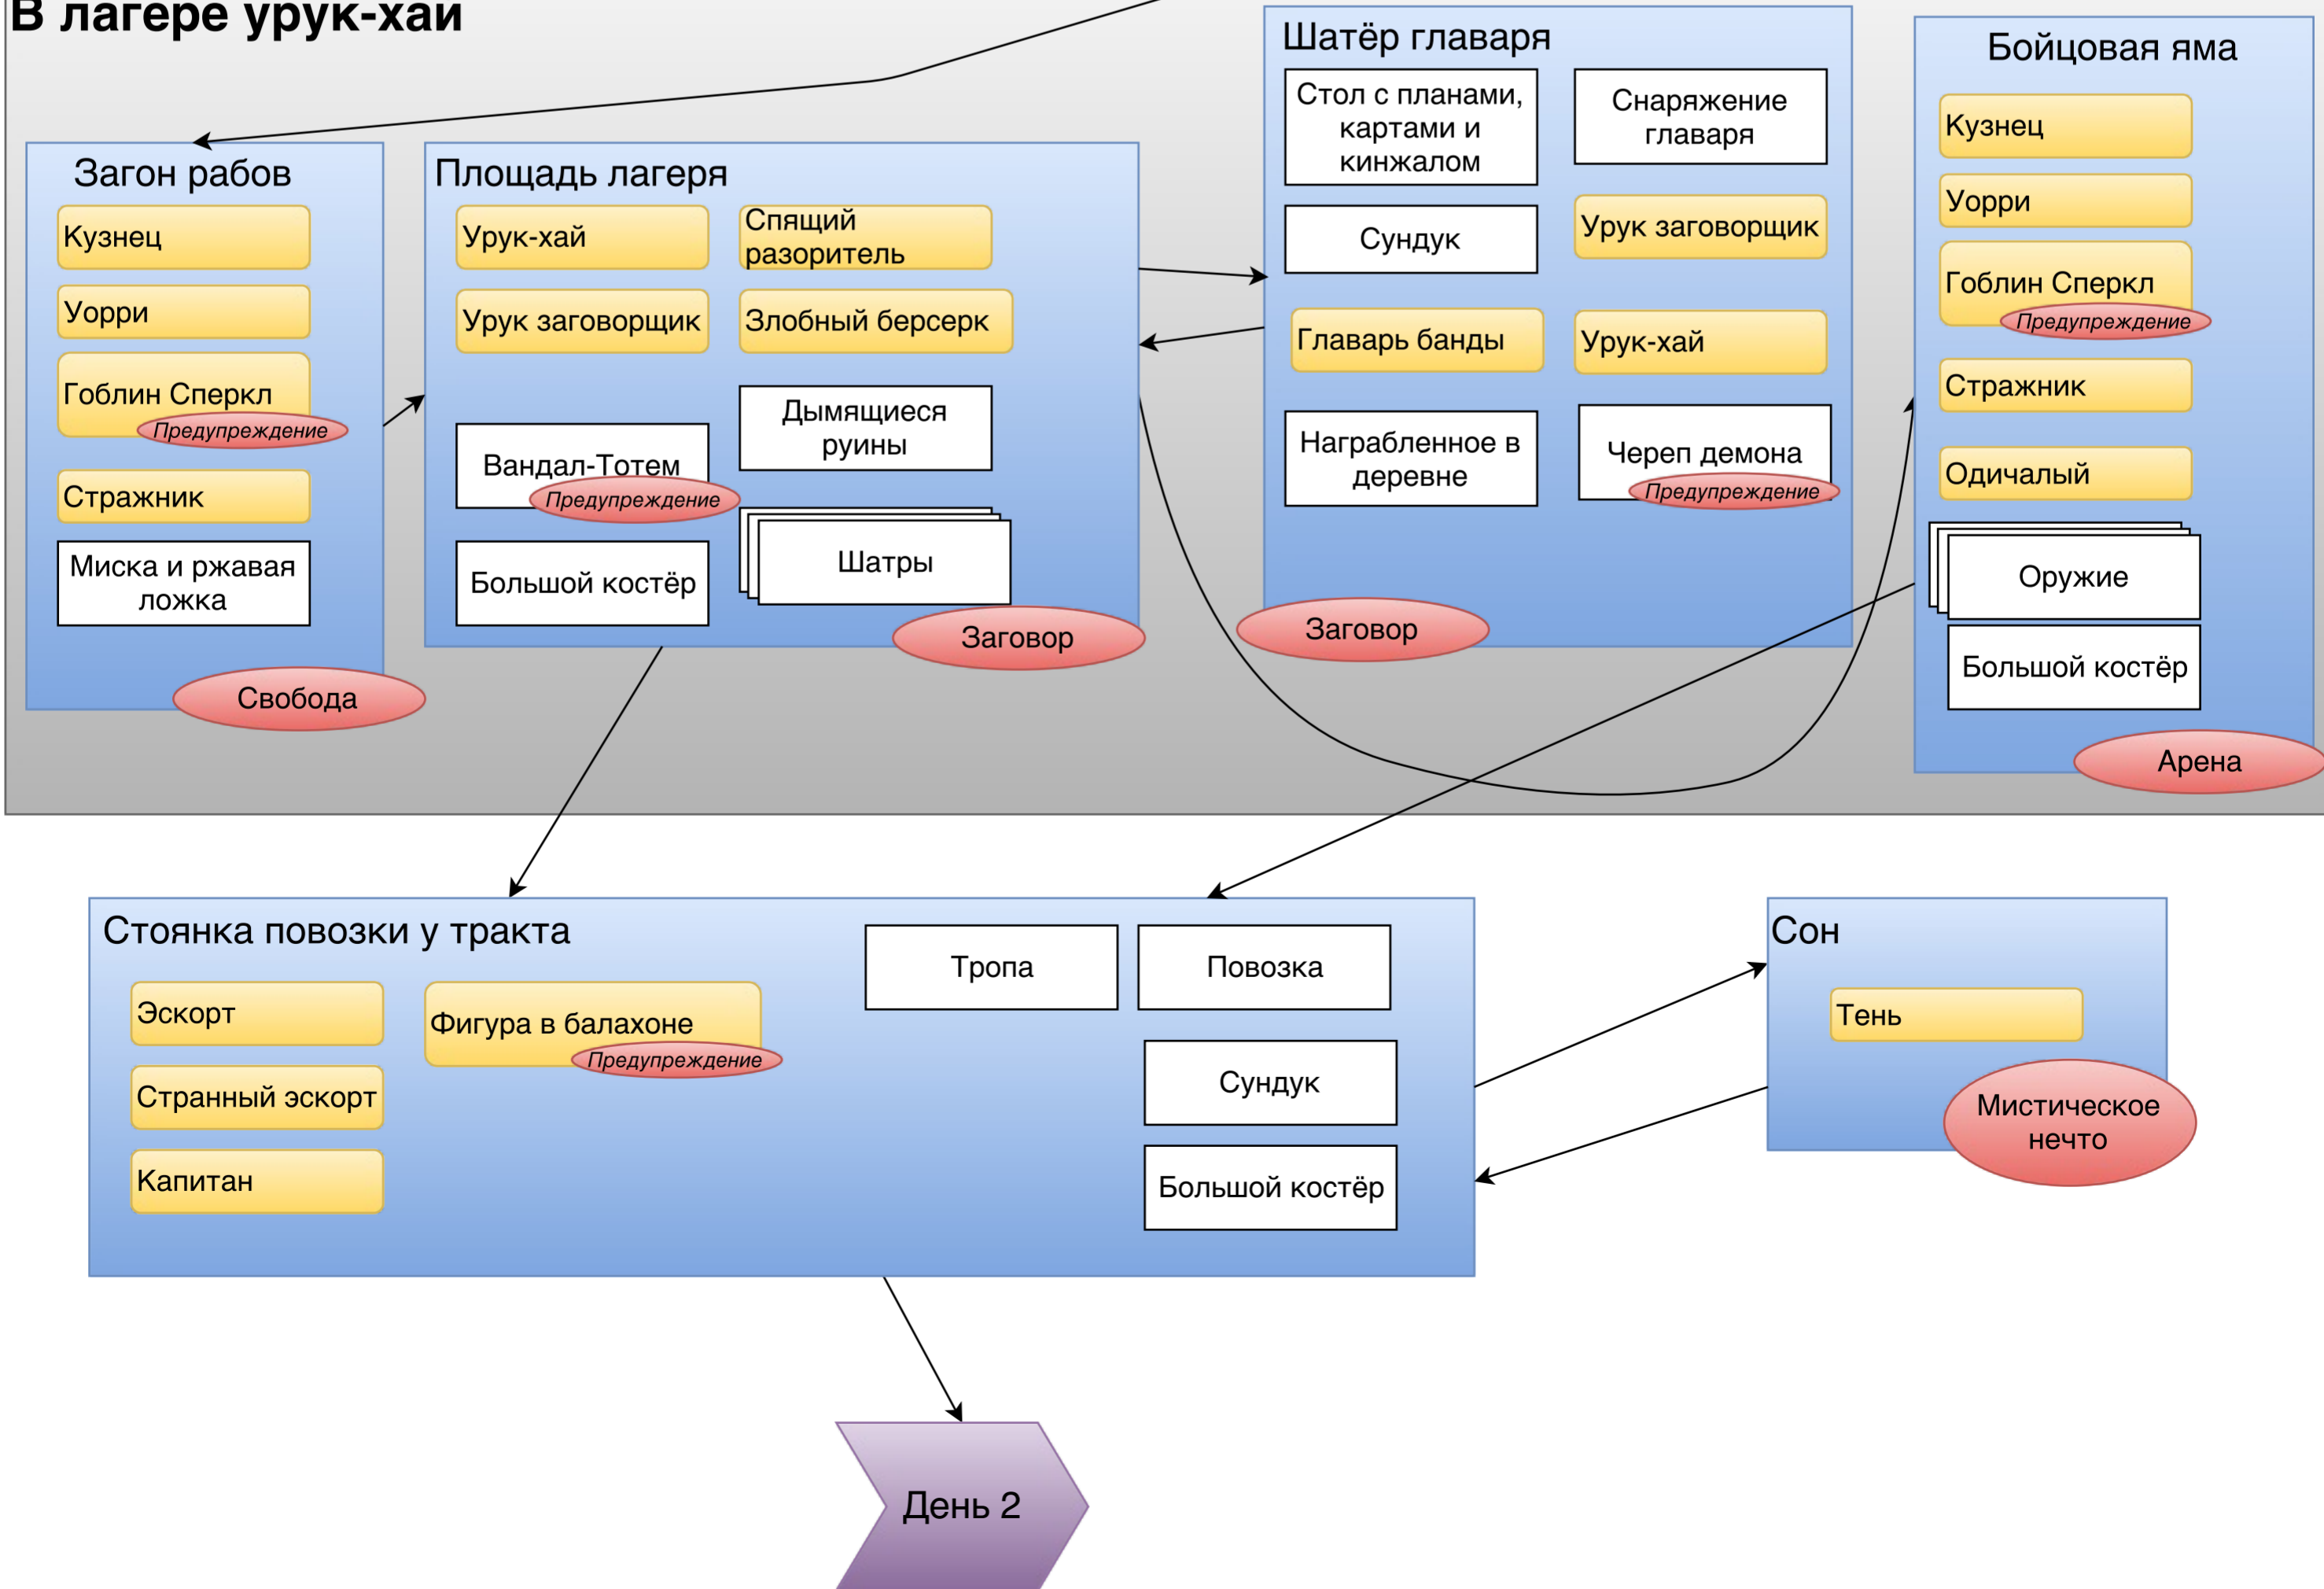 В лагере урук-хаи
Загон рабов
Кузнец
Уорри
Гоблин Сперкл
Предупреждение
Стражник
Миска и ржавая
ложка
Свобода
Площадь лагеря
Урук-хай
Спящий
разоритель
Урук заговорщик
Злобный берсерк
Вандал-Тотем
Предупреждение
Дымящиеся
руины
Большой костёр
Шатры
Заговор
Шатёр главаря
Стол с планами,
картами и
кинжалом
Снаряжение
главаря
Сундук
Урук заговорщик
Главарь банды
Урук-хай
Награбленное в
деревне
Череп демона
Предупреждение
Заговор
Бойцовая яма
Кузнец
Уорри
Гоблин Сперкл
Предупреждение
Стражник
Одичалый
Оружие
Большой костёр
Арена
Стоянка повозки у тракта
Эскорт
Фигура в балахоне
Предупреждение
Странный эскорт
Капитан
Тропа
Повозка
Сундук
Большой костёр
Сон
Тень
Мистическое
нечто
День 2